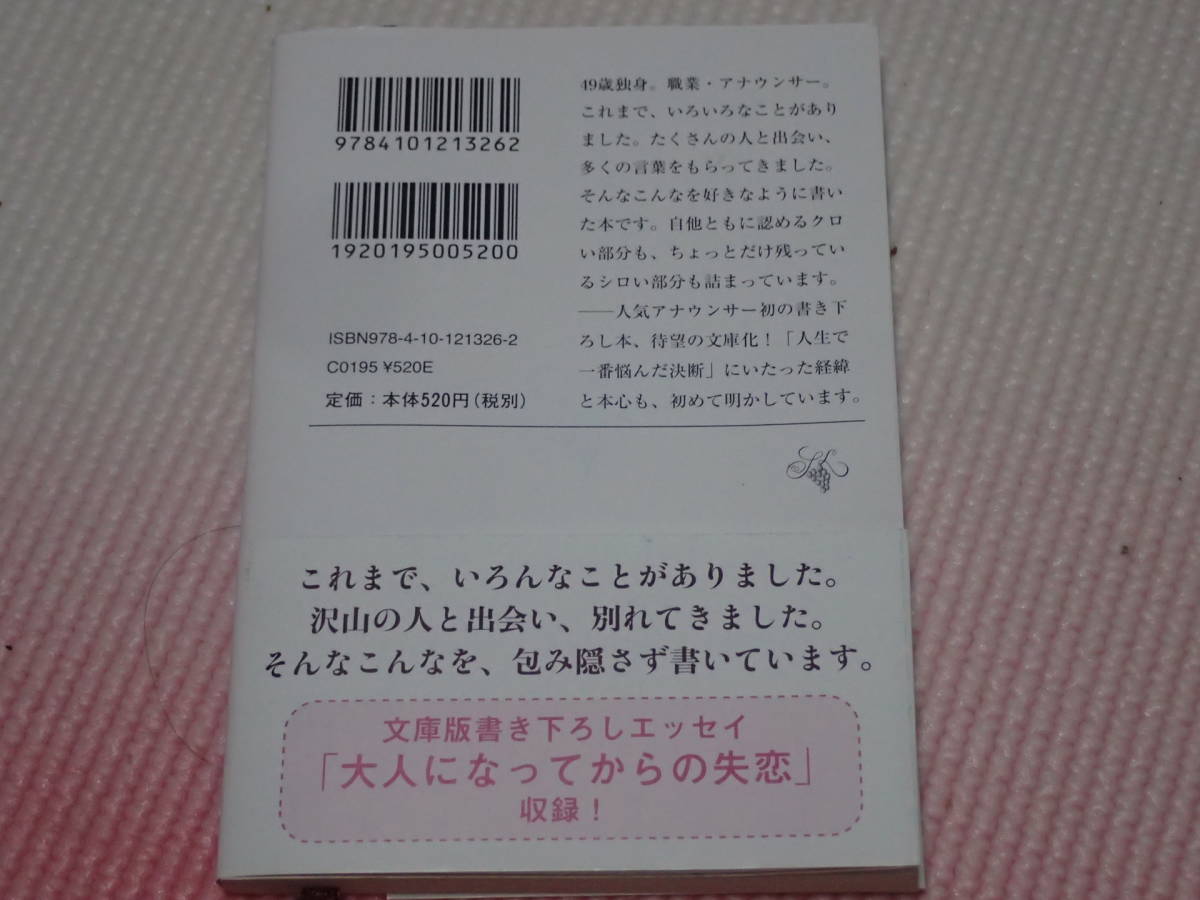 9784101213262
1920195005200
ISBN978-4-10-121326-2
C0195 ¥520E
定価：本体520円(税別)
49歳独身。職業・アナウンサー。
これまで、いろいろなことがあり
ました。たくさんの人と出会い、
多くの言葉をもらってきました。
そんなこんなを好きなように書い
た本です。自他ともに認めるクロ
い部分も、ちょっとだけ残ってい
るシロい部分も詰まっています。
――人気アナウンサー初の書き下
ろし本、待望の文庫化！「人生で
一番悩んだ決断」にいたった経緯
と本心も、初めて明かしています。
これまで、いろんなことがありました。
沢山の人と出会い、別れてきました。
そんなこんなを、包み隠さず書いています。
文庫版書き下ろしエッセイ
「大人になってからの失恋」
収録！